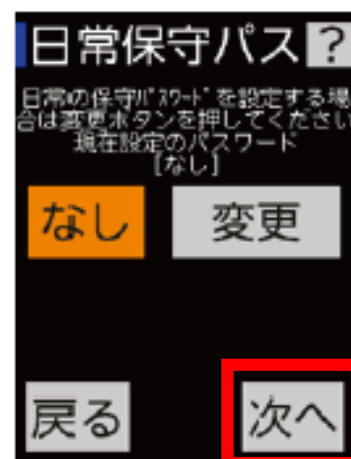 日常保守パス ?
日常の保守ﾊﾟｽﾜｰﾄﾞを設定する場
合は変更ボタンを押してください
現在設定のパスワード
[なし]
なし 変更
戻る 次へ